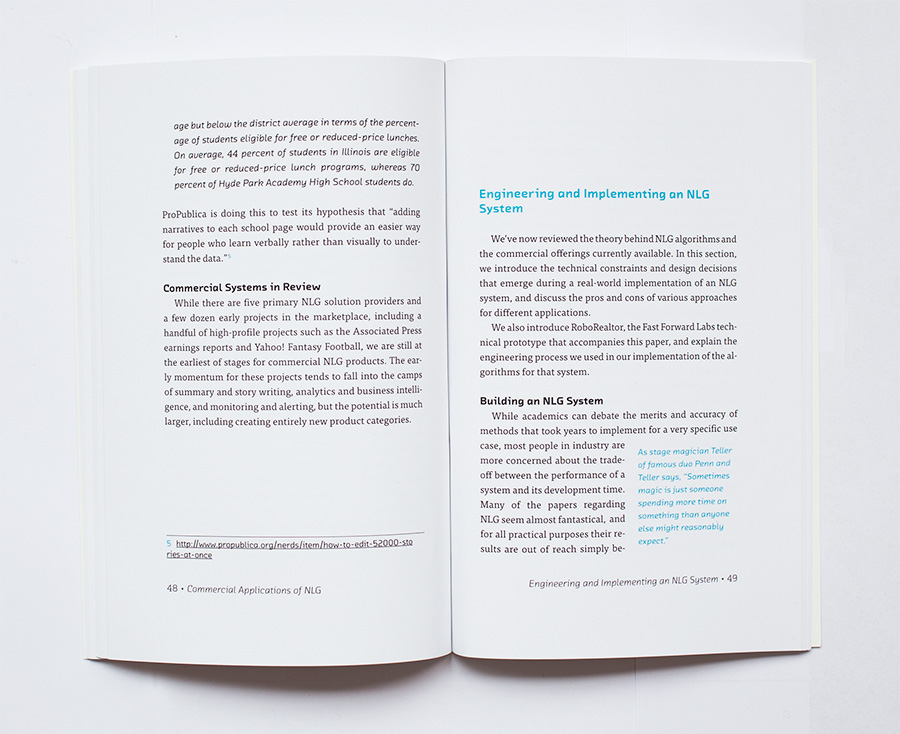 age but below the district average in terms of the percent-
age of students eligible for free or reduced-price lunches.
On average, 44 percent of students in Illinois are eligible
for free or reduced-price lunch programs, whereas 70
percent of Hyde Park Academy High School students do.
ProPublica is doing this to test its hypothesis that “adding
narratives to each school page would provide an easier way
for people who learn verbally rather than visually to under-
stand the data.”5
Commercial Systems in Review
While there are five primary NLG solution providers and
a few dozen early projects in the marketplace, including a
handful of high-profile projects such as the Associated Press
earnings reports and Yahoo! Fantasy Football, we are still at
the earliest of stages for commercial NLG products. The ear-
ly momentum for these projects tends to fall into the camps
of summary and story writing, analytics and business intelli-
gence, and monitoring and alerting, but the potential is much
larger, including creating entirely new product categories.
5 http://www.propublica.org/nerds/item/how-to-edit-52000-sto
ries-at-once
48 • Commercial Applications of NLG
Engineering and Implementing an NLG
System
We’ve now reviewed the theory behind NLG algorithms and
the commercial offerings currently available. In this section,
we introduce the technical constraints and design decisions
that emerge during a real-world implementation of an NLG
system, and discuss the pros and cons of various approaches
for different applications.
We also introduce RoboRealtor, the Fast Forward Labs tech-
nical prototype that accompanies this paper, and explain the
engineering process we used in our implementation of the al-
gorithms for that system.
Building an NLG System
While academics can debate the merits and accuracy of
methods that took years to implement for a very specific use
case, most people in industry are
more concerned about the trade-
off between the performance of a
system and its development time.
Many of the papers regarding
NLG seem almost fantastical, and
for all practical purposes their re-
sults are out of reach simply be-
As stage magician Teller
of famous duo Penn and
Teller says, “Sometimes
magic is just someone
spending more time on
something than anyone
else might reasonably
expect.”
Engineering and Implementing an NLG System • 49